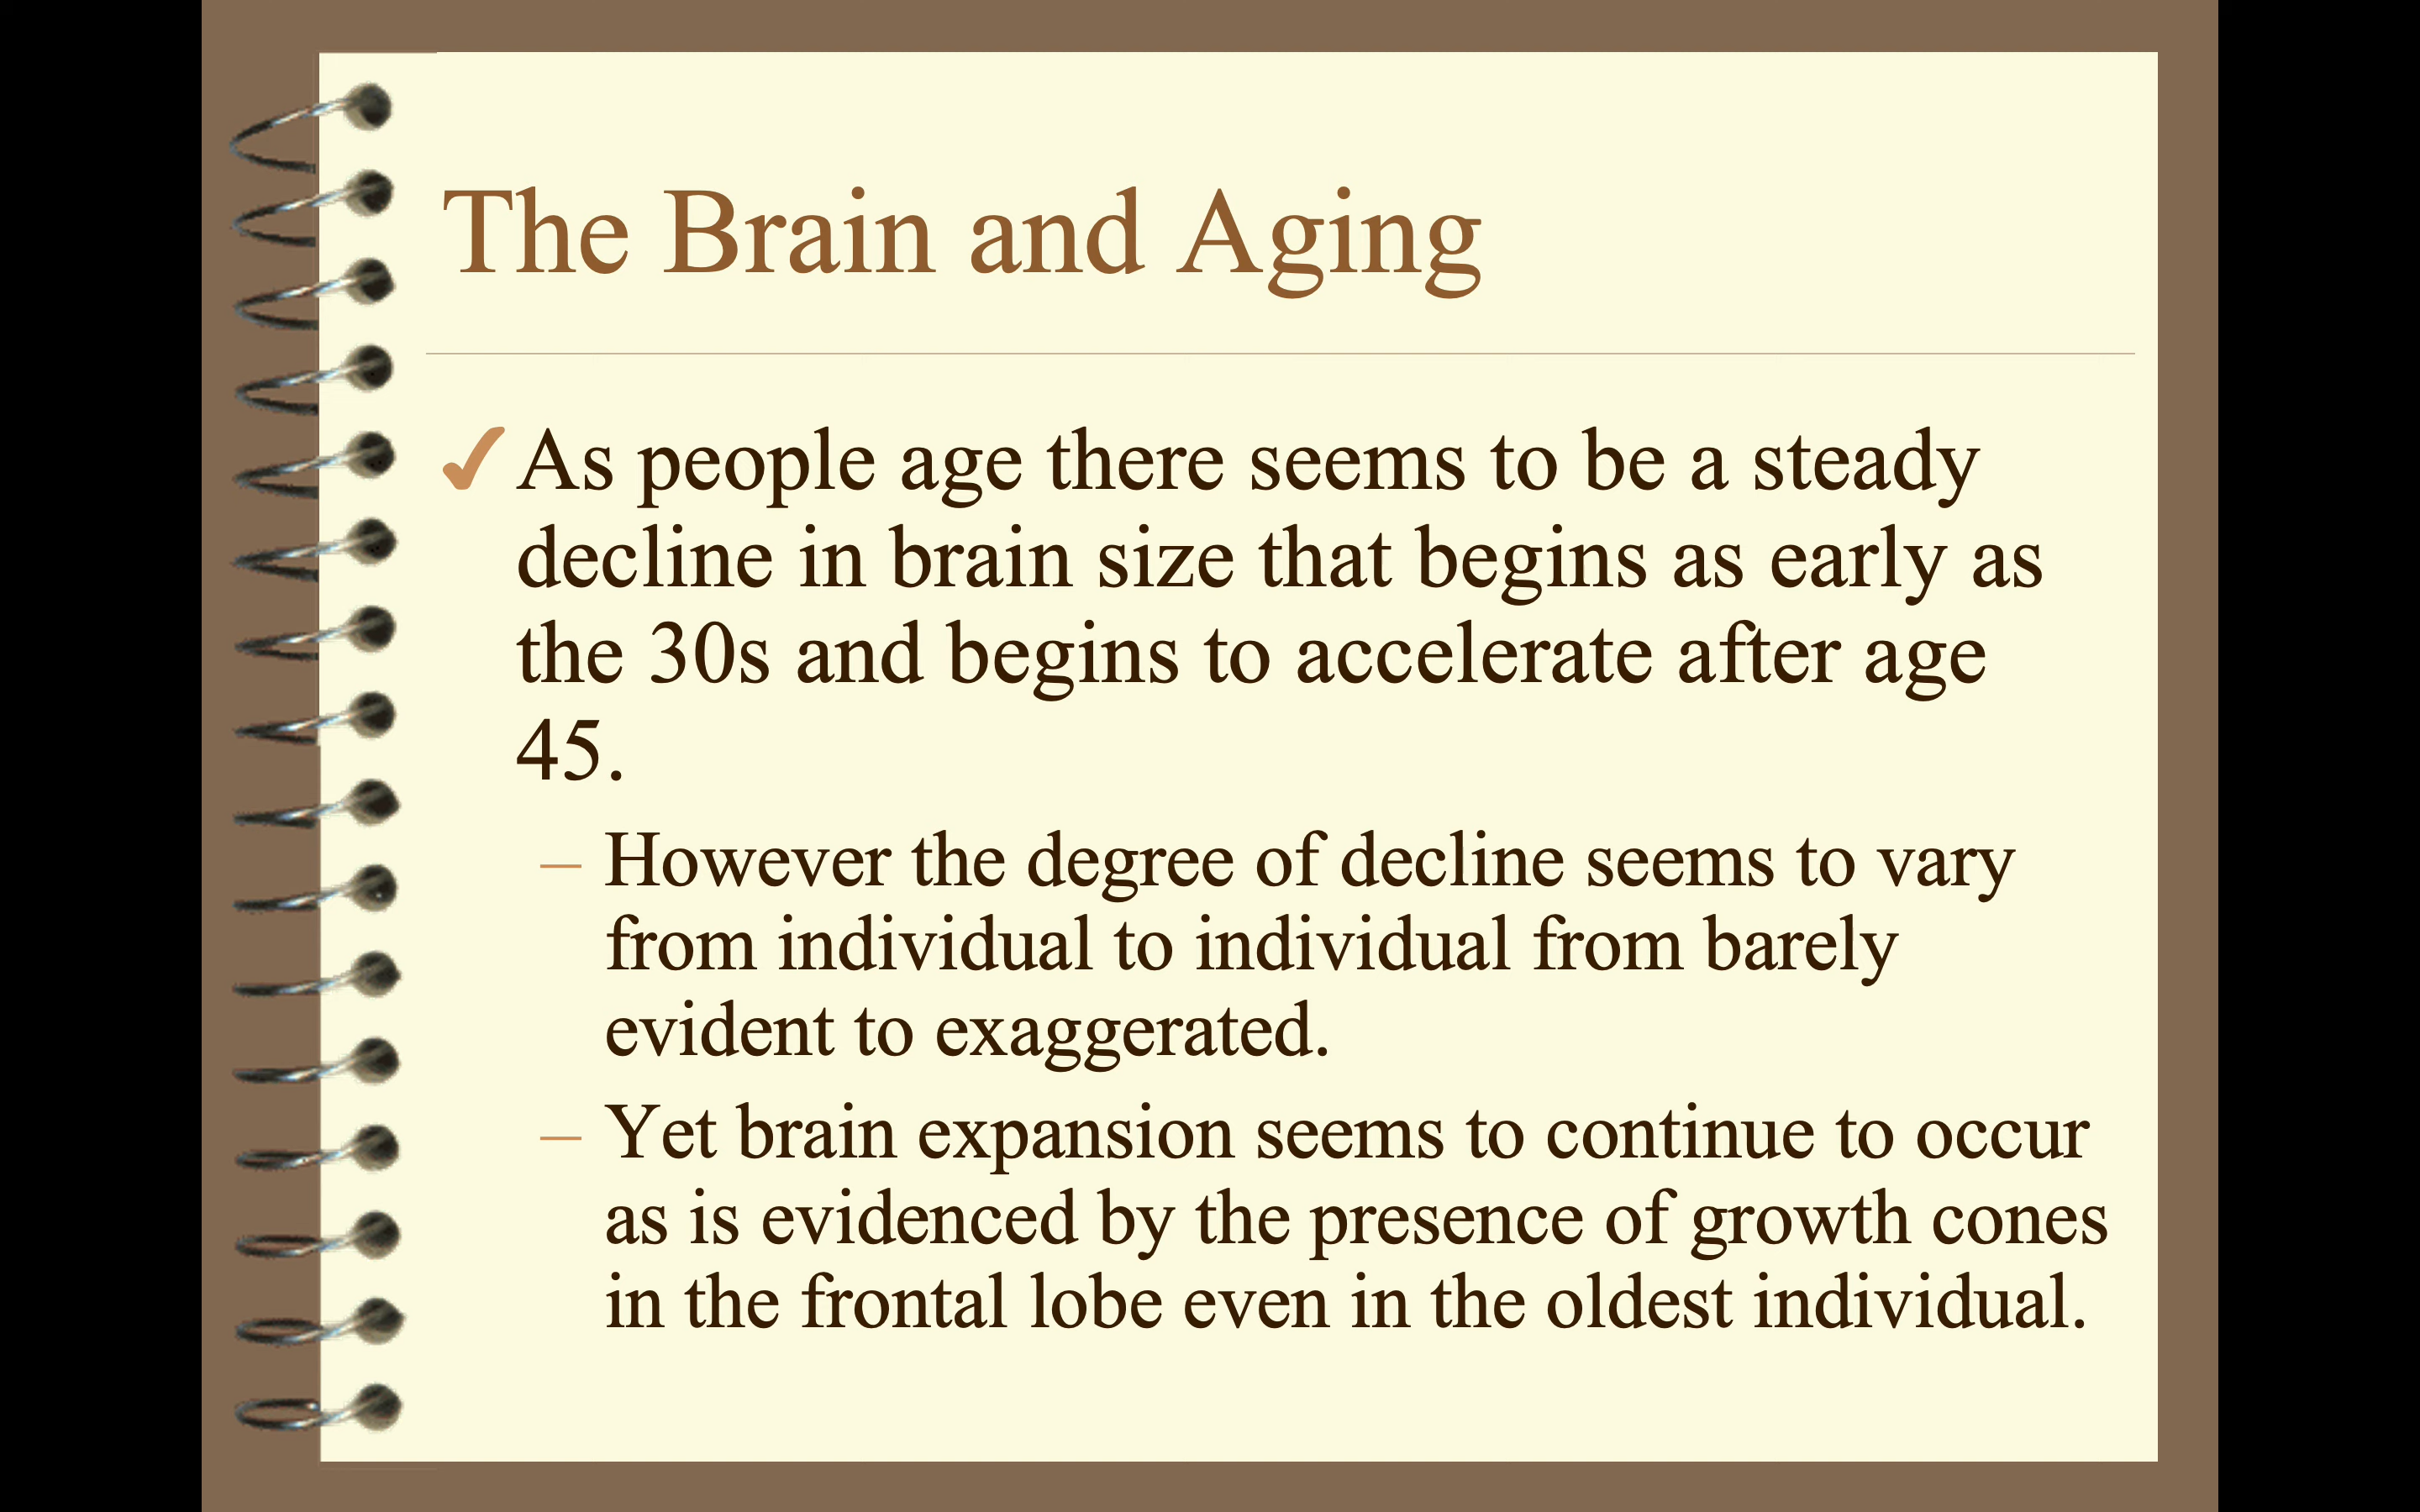 The Brain and Aging
✓ As people age there seems to be a steady
decline in brain size that begins as early as
the 30s and begins to accelerate after age
45.
– However the degree of decline seems to vary
from individual to individual from barely
evident to exaggerated.
– Yet brain expansion seems to continue to occur
as is evidenced by the presence of growth cones
in the frontal lobe even in the oldest individual.